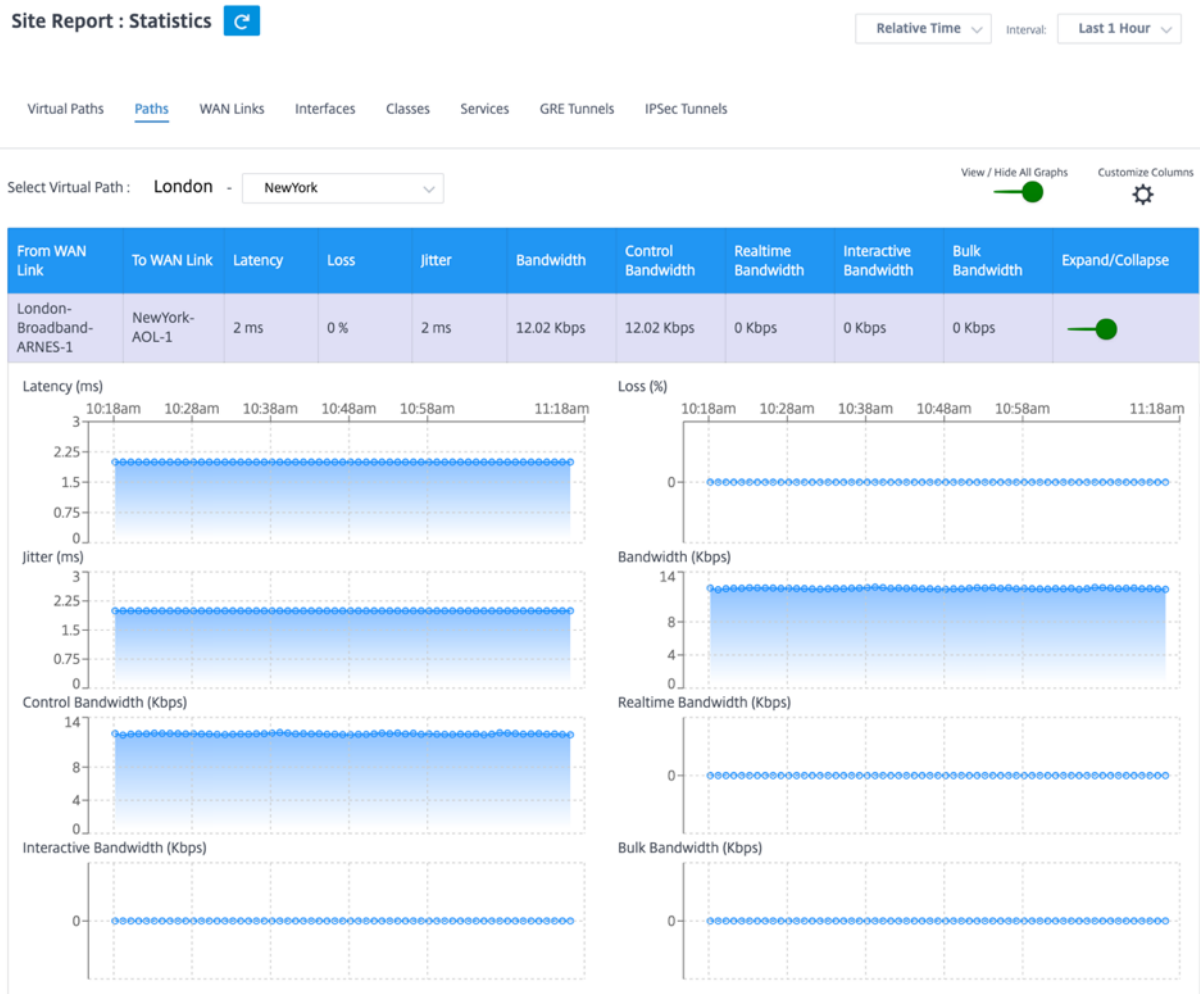 Site Report : Statistics
Relative Time
Interval:
Last 1 Hour
Virtual Paths
Paths
WAN Links
Interfaces
Classes
Services
GRE Tunnels
IPSec Tunnels
Select Virtual Path :
London
-
NewYork
View / Hide All Graphs
Customize Columns
From WAN
Link
To WAN Link
Latency
Loss
Jitter
Bandwidth
Control
Bandwidth
Realtime
Bandwidth
Interactive
Bandwidth
Bulk
Bandwidth
Expand/Collapse
London-
Broadband-
ARNES-1
NewYork-
AOL-1
2 ms
0 %
2 ms
12.02 Kbps
12.02 Kbps
0 Kbps
0 Kbps
0 Kbps
Latency (ms)
10:18am 10:28am 10:38am 10:48am 10:58am 11:18am
3
2.25
1.5
0.75
0
Loss (%)
10:18am 10:28am 10:38am 10:48am 10:58am 11:18am
0
Jitter (ms)
3
2.25
1.5
0.75
0
Bandwidth (Kbps)
14
8
4
0
Control Bandwidth (Kbps)
14
8
4
0
Realtime Bandwidth (Kbps)
0
Interactive Bandwidth (Kbps)
0
Bulk Bandwidth (Kbps)
0